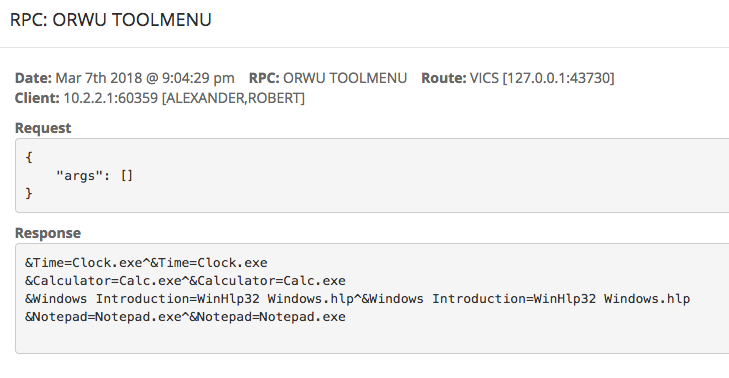 RPC: ORWU TOOLMENU
Date: Mar 7th 2018 @ 9:04:29 pm RPC: ORWU TOOLMENU Route: VICS [127.0.0.1:43730]
Client: 10.2.2.1:60359 [ALEXANDER,ROBERT]
Request
{
    "args": []
}
Response
&Time=Clock.exe^&Time=Clock.exe
&Calculator=Calc.exe^&Calculator=Calc.exe
&Windows Introduction=WinHlp32 Windows.hlp^&Windows Introduction=WinHlp32 Windows.hlp
&Notepad=Notepad.exe^&Notepad=Notepad.exe